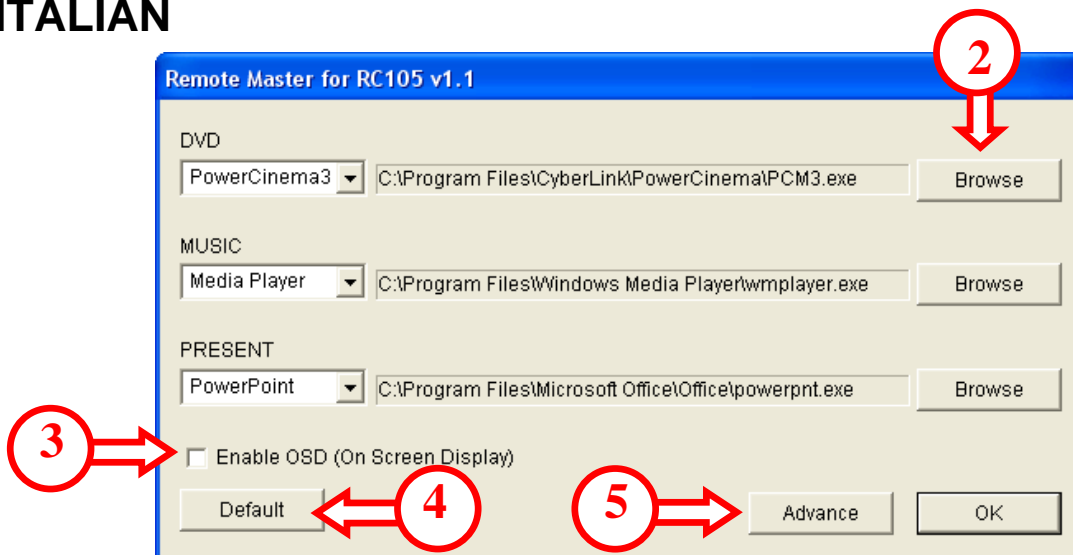 ITALIAN
2
Remote Master for RC105 v1.1
DVD
PowerCinema3 C:\Program Files\CyberLink\PowerCinema\PCM3.exe Browse
MUSIC
Media Player C:\Program Files\Windows Media Player\wmplayer.exe Browse
PRESENT
PowerPoint C:\Program Files\Microsoft Office\Office\powerpnt.exe Browse
3 Enable OSD (On Screen Display)
Default 4 5 Advance OK